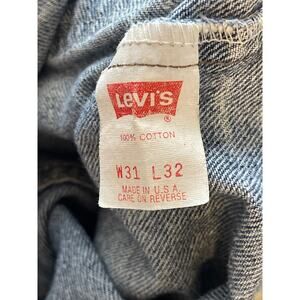 LEVI'S
®
100% COTTON
W31 L32
MADE IN U.S.A.
CARE ON REVERSE